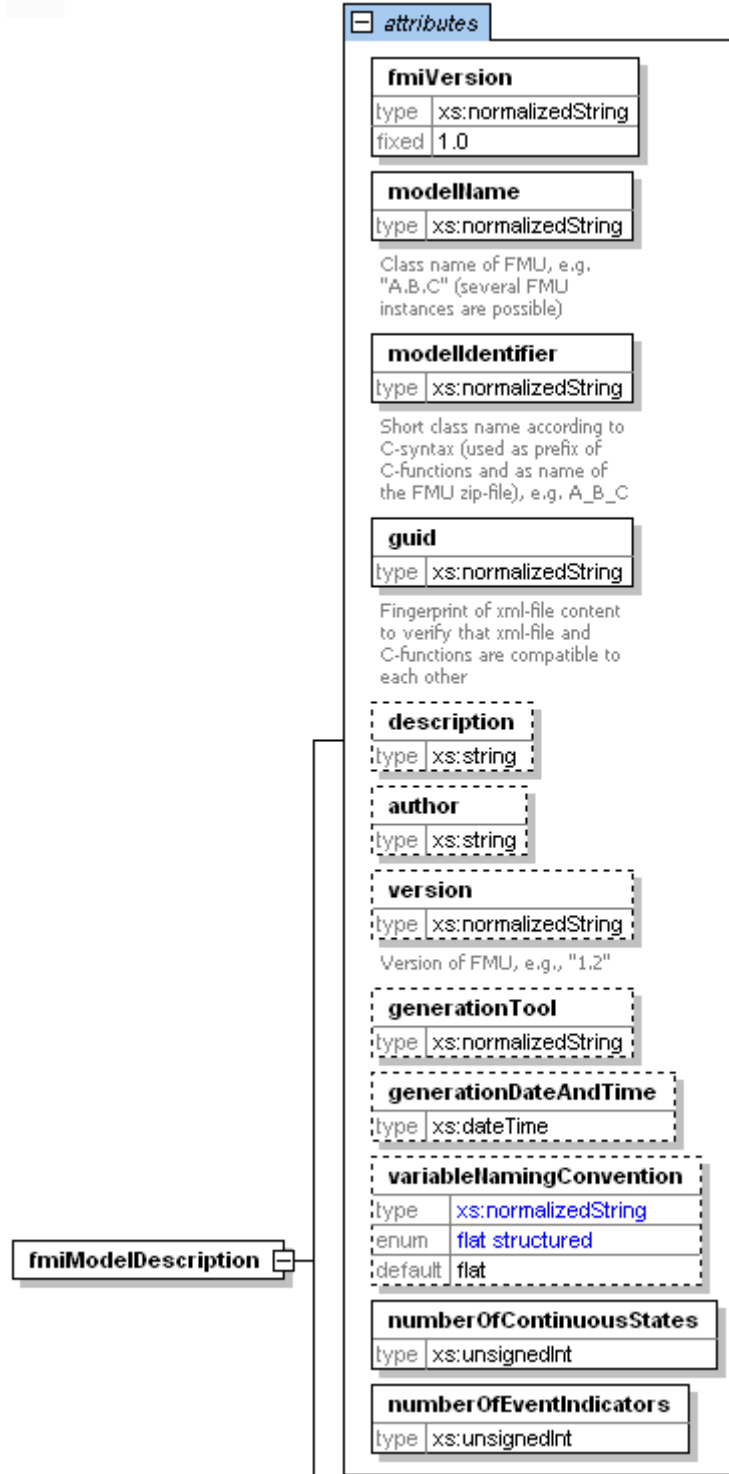 attributes
fmiVersion
type xs:normalizedString
fixed 1.0
modelName
type xs:normalizedString
Class name of FMU, e.g.
"A.B.C" (several FMU
instances are possible)
modelIdentifier
type xs:normalizedString
Short class name according to
C-syntax (used as prefix of
C-functions and as name of
the FMU zip-file), e.g. A_B_C
guid
type xs:normalizedString
Fingerprint of xml-file content
to verify that xml-file and
C-functions are compatible to
each other
description
type xs:string
author
type xs:string
version
type xs:normalizedString
Version of FMU, e.g., "1.2"
generationTool
type xs:normalizedString
generationDateAndTime
type xs:dateTime
variableNamingConvention
type xs:normalizedString
enum flat structured
default flat
fmiModelDescription
numberOfContinuousStates
type xs:unsignedInt
numberOfEventIndicators
type xs:unsignedInt